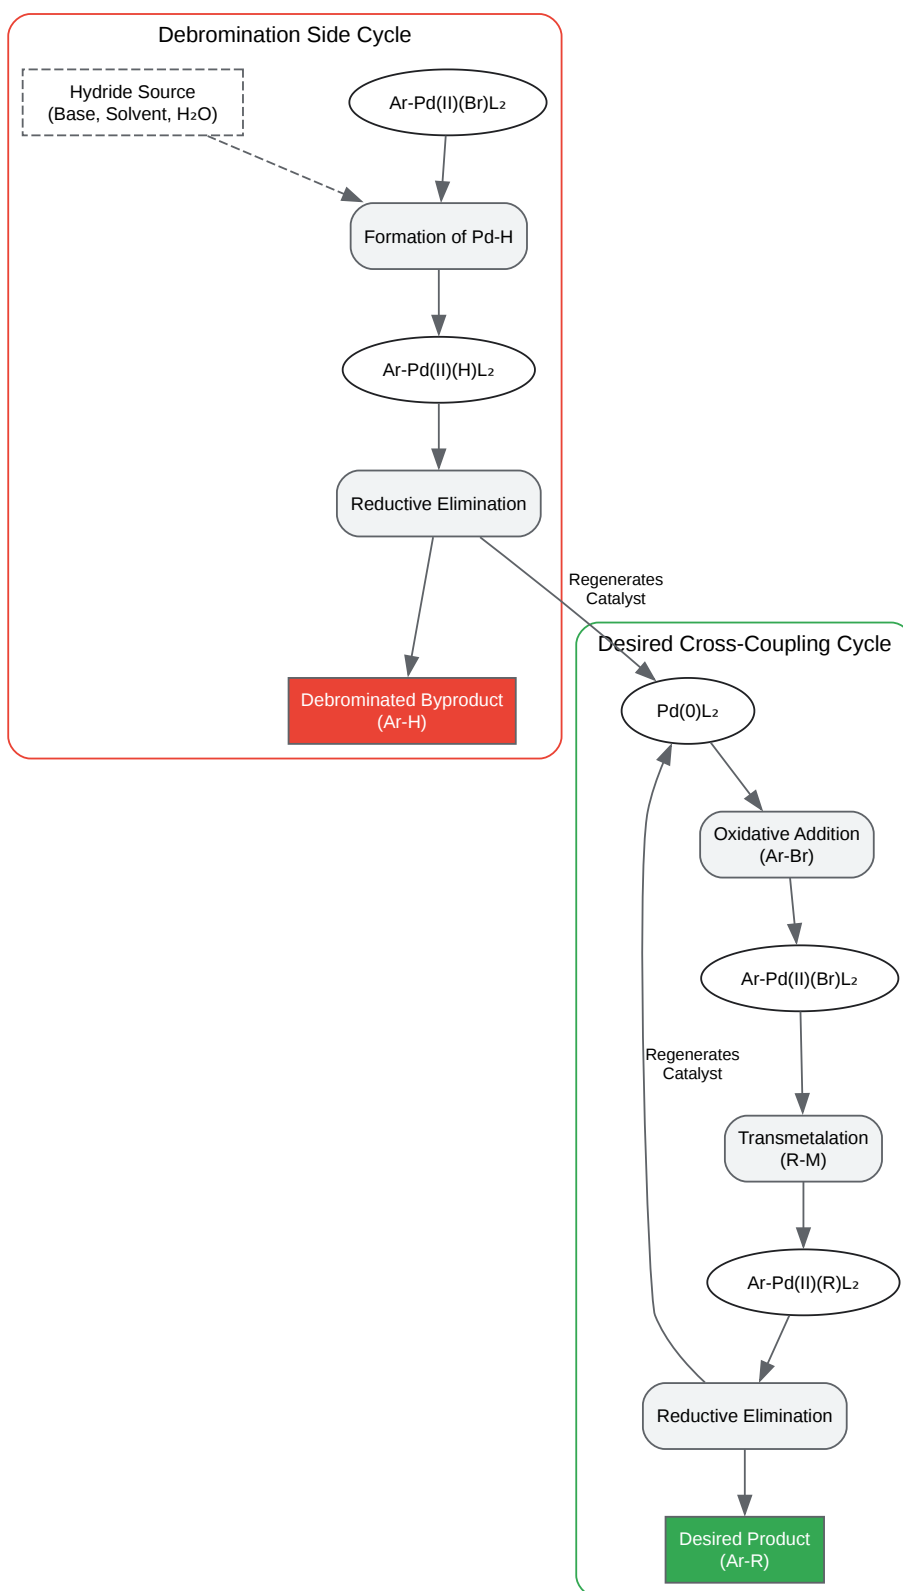 Debromination Side Cycle
Hydride Source
(Base, Solvent, H₂O)
Ar-Pd(II)(Br)L₂
Formation of Pd-H
Ar-Pd(II)(H)L₂
Reductive Elimination
Regenerates
Catalyst
Debrominated Byproduct
(Ar-H)
Desired Cross-Coupling Cycle
Pd(0)L₂
Oxidative Addition
(Ar-Br)
Ar-Pd(II)(Br)L₂
Regenerates
Catalyst
Transmetalation
(R-M)
Ar-Pd(II)(R)L₂
Reductive Elimination
Desired Product
(Ar-R)